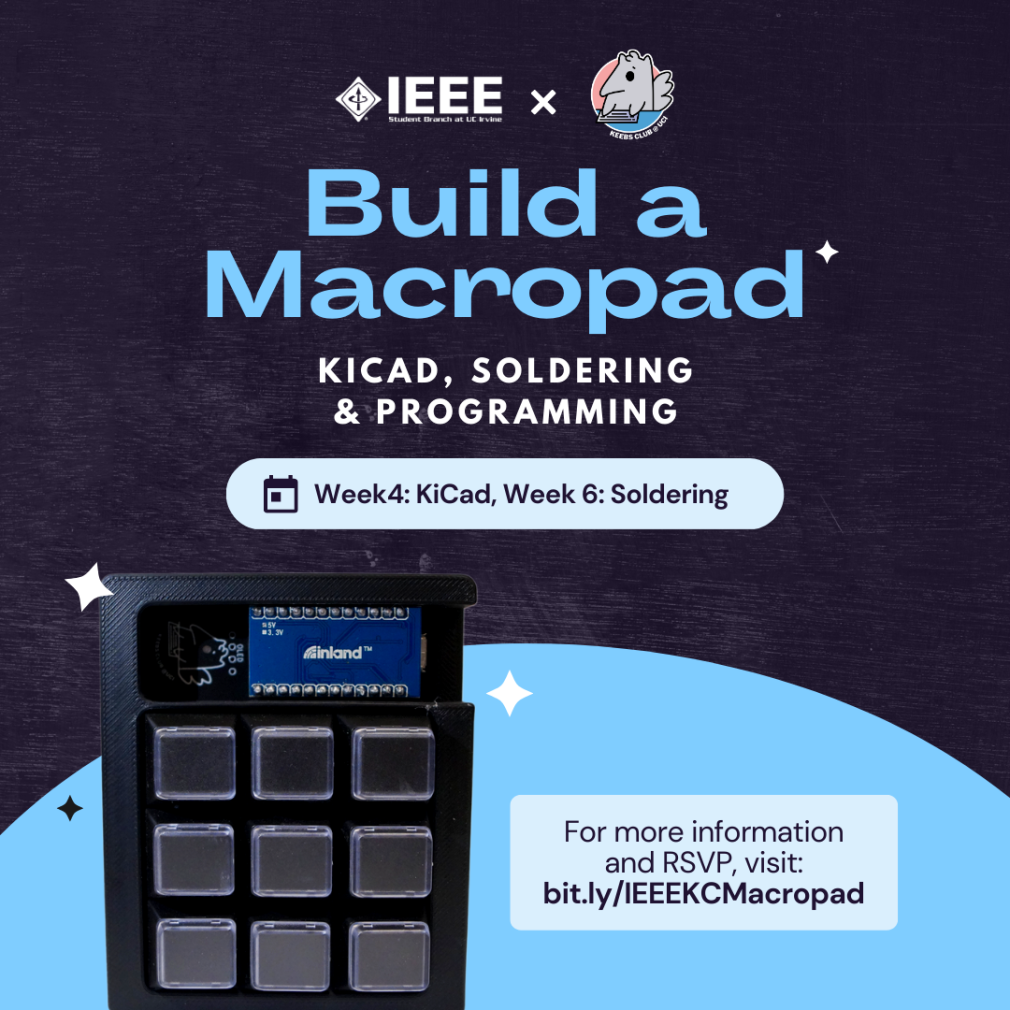 IEEE
Student Branch at UC Irvine
×
KEEBS CLUB @ UCI
Build a
Macropad
KICAD, SOLDERING
& PROGRAMMING
Week4: KiCad, Week 6: Soldering
5V
3.3V
inland™
OLED
For more information
and RSVP, visit:
bit.ly/IEEEKCMacropad